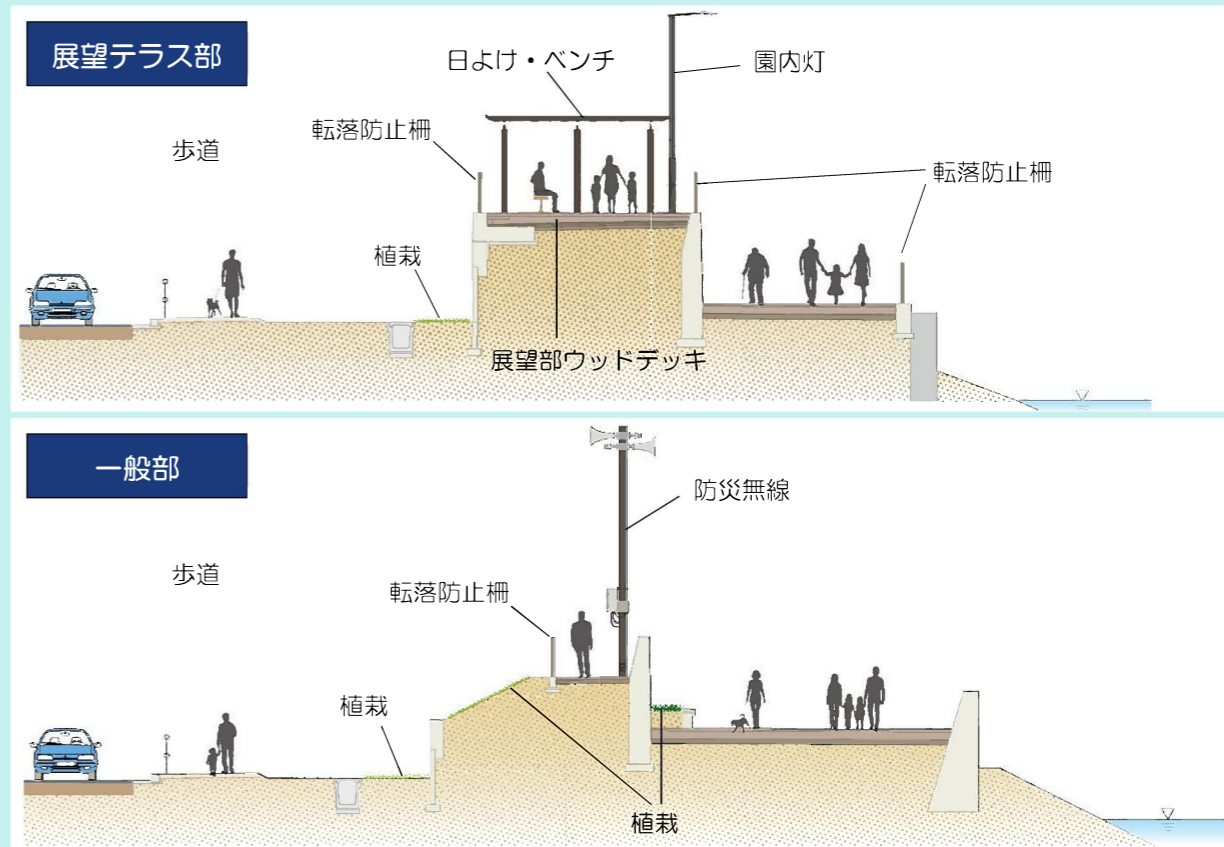 展望テラス部
日よけ・ベンチ
園内灯
転落防止柵
歩道
転落防止柵
植栽
展望部ウッドデッキ
一般部
防災無線
歩道
転落防止柵
植栽
植栽